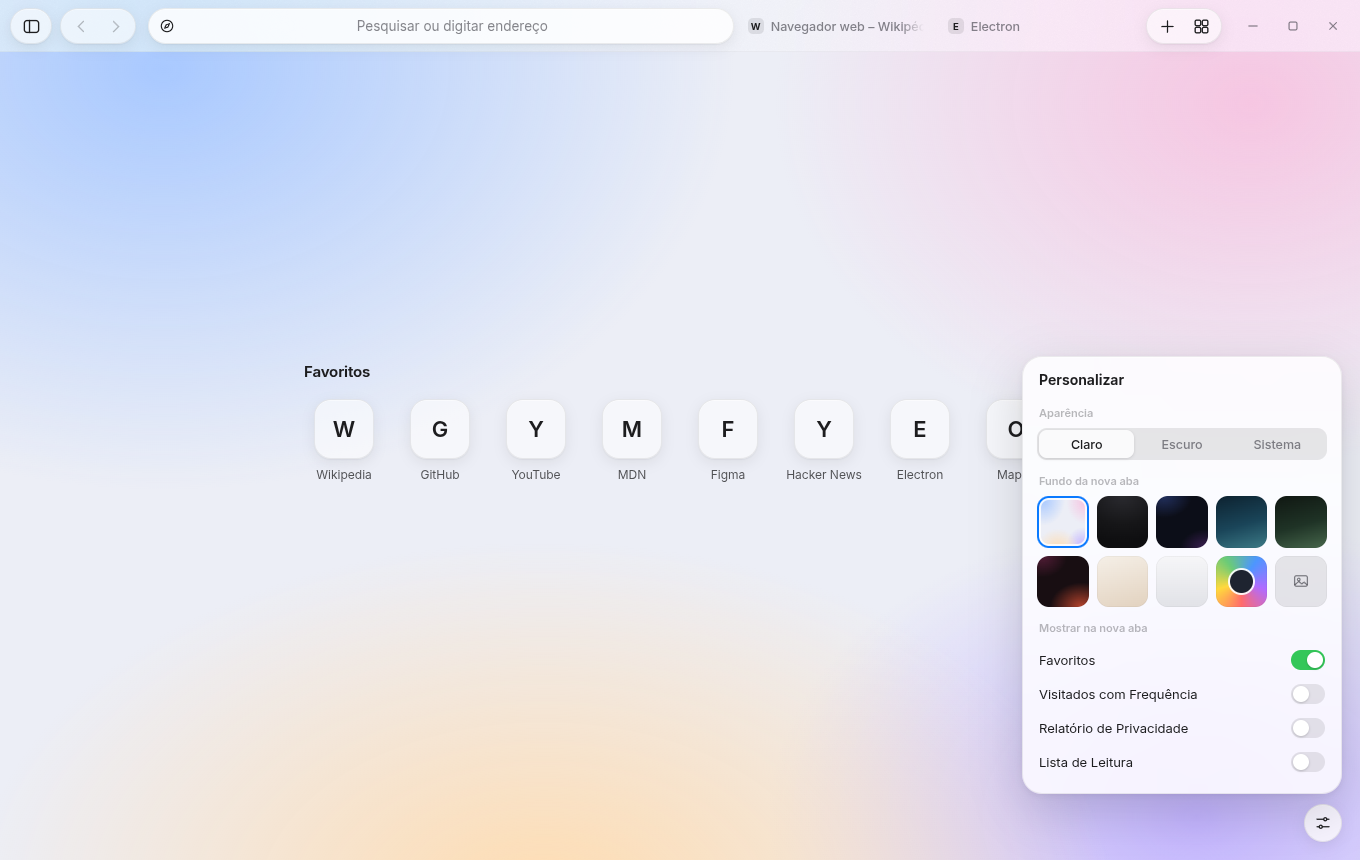 Pesquisar ou digitar endereço
W Navegador web – Wikipé
E Electron
Favoritos
W
G
Y
M
F
Y
E
O
Wikipedia
GitHub
YouTube
MDN
Figma
Hacker News
Electron
Map
Personalizar
Aparência
Claro
Escuro
Sistema
Fundo da nova aba
Mostrar na nova aba
Favoritos
Visitados com Frequência
Relatório de Privacidade
Lista de Leitura